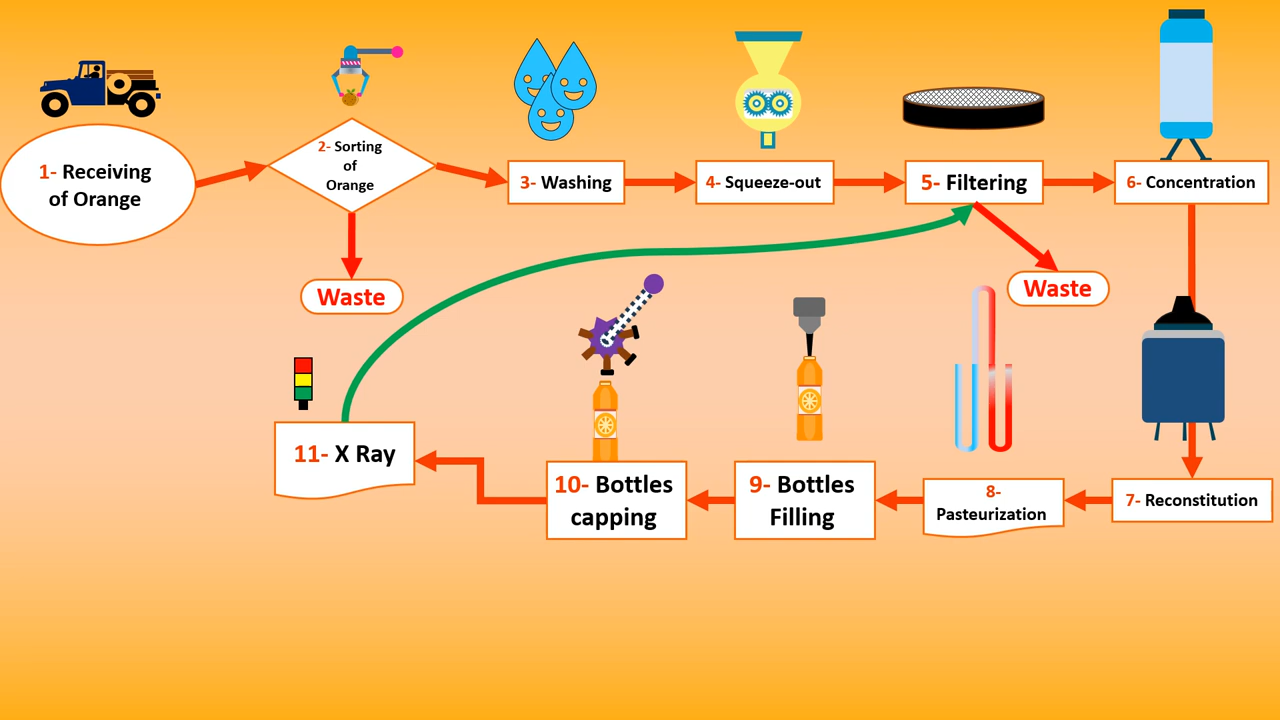 1- Receiving
of Orange
2- Sorting
of
Orange
3- Washing
4- Squeeze-out
5- Filtering
6- Concentration
Waste
Waste
11- X Ray
10- Bottles
capping
9- Bottles
Filling
8-
Pasteurization
7- Reconstitution